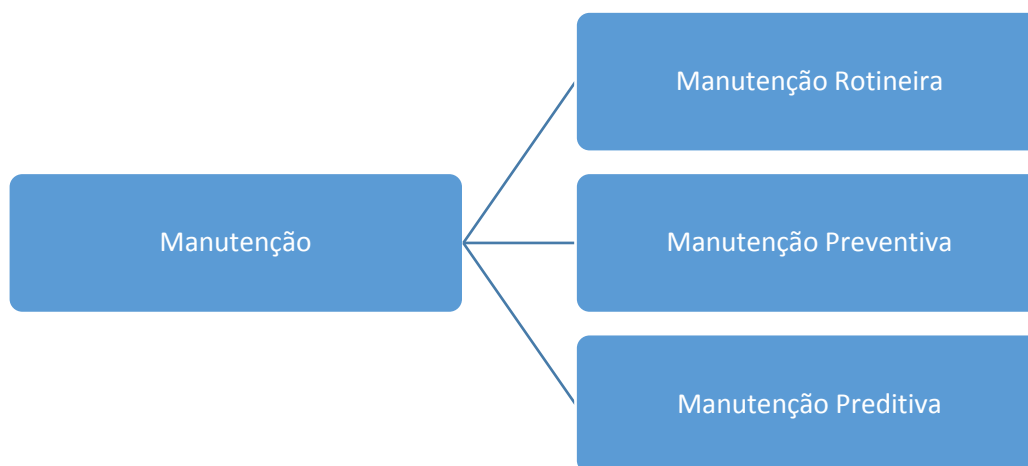 Manutenção Rotineira
Manutenção
Manutenção Preventiva
Manutenção Preditiva